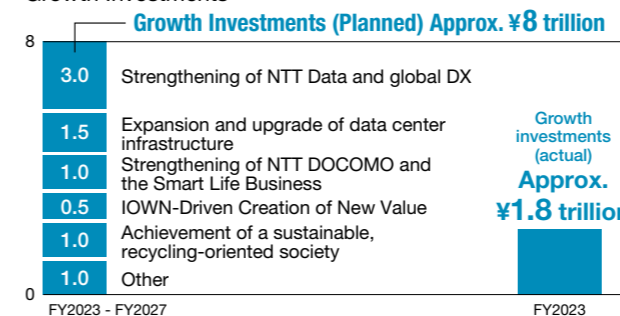 Growth Investments
Growth Investments (Planned) Approx. ¥8 trillion
8
3.0 Strengthening of NTT Data and global DX
1.5 Expansion and upgrade of data center
infrastructure
1.0 Strengthening of NTT DOCOMO and
the Smart Life Business
0.5 IOWN-Driven Creation of New Value
1.0 Achievement of a sustainable,
recycling-oriented society
1.0 Other
0
FY2023 - FY2027
Growth
investments
(actual)
Approx.
¥1.8 trillion
FY2023